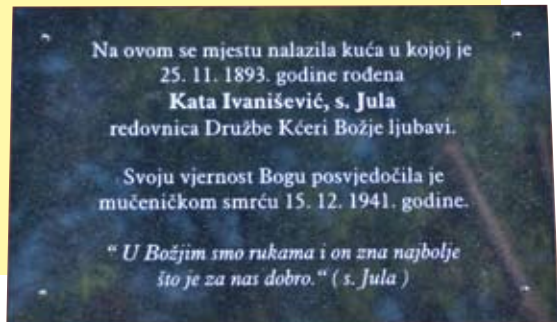 Na ovom se mjestu nalazila kuća u kojoj je
25. 11. 1893. godine rođena
Kata Ivanišević, s. Jula
redovnica Družbe Kćeri Božje ljubavi.
Svoju vjernost Bogu posvjedočila je
mučeničkom smrću 15. 12. 1941. godine.
“ U Božjim smo rukama i on zna najbolje
što je za nas dobro.“ ( s. Jula )